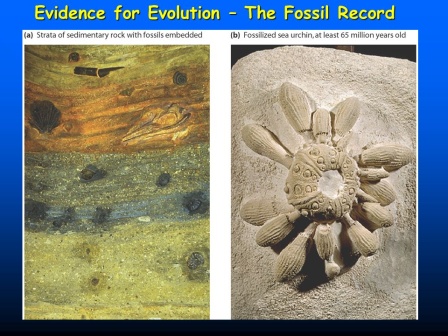 Evidence for Evolution – The Fossil Record
(a) Strata of sedimentary rock with fossils embedded
(b) Fossilized sea urchin, at least 65 million years old